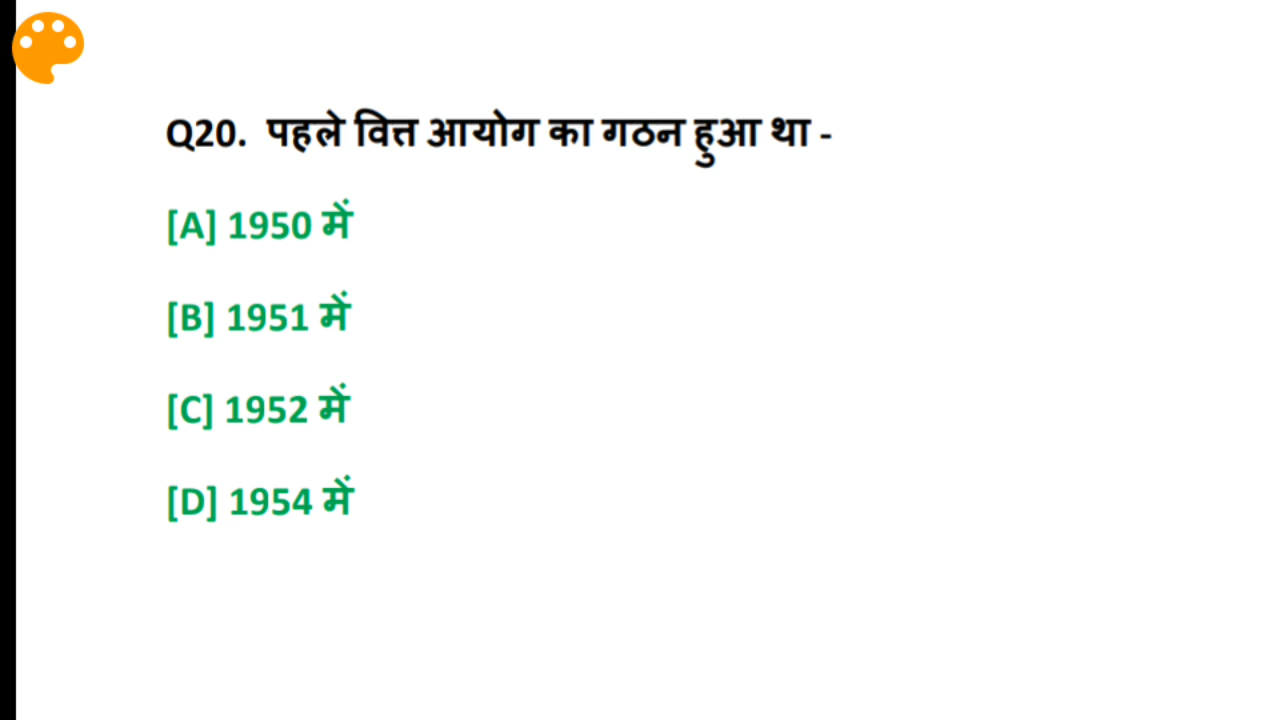 Q20. पहले वित्त आयोग का गठन हुआ था -
[A] 1950 में
[B] 1951 में
[C] 1952 में
[D] 1954 में